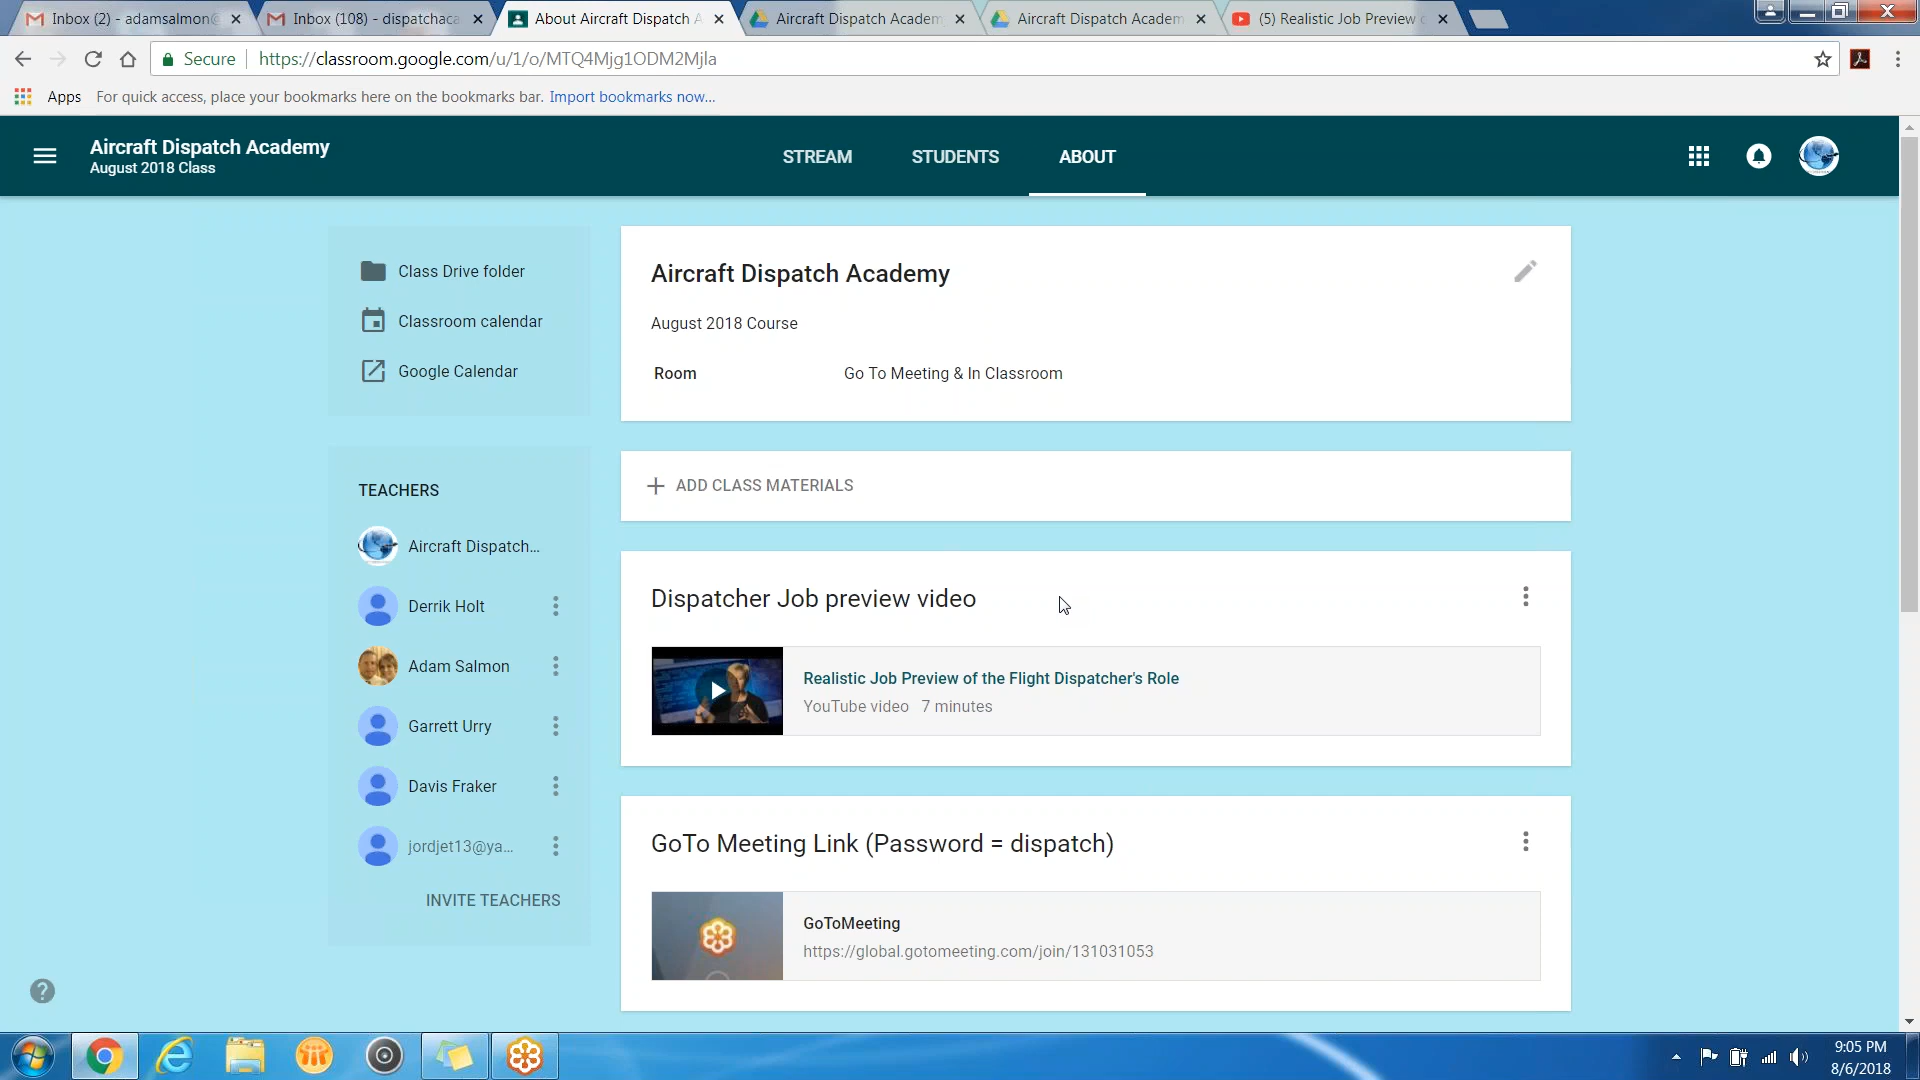 Inbox (2) - adamsalmon@
Inbox (108) - dispatchaca
About Aircraft Dispatch A
Aircraft Dispatch Academ
Aircraft Dispatch Academ
(5) Realistic Job Preview o
Secure
https://classroom.google.com/u/1/o/MTQ4Mjg1ODM2Mjla
Apps
For quick access, place your bookmarks here on the bookmarks bar. Import bookmarks now...
Aircraft Dispatch Academy
August 2018 Class
STREAM
STUDENTS
ABOUT
Class Drive folder
Classroom calendar
Google Calendar
TEACHERS
Aircraft Dispatch...
Derrik Holt
Adam Salmon
Garrett Urry
Davis Fraker
jordjet13@ya...
INVITE TEACHERS
Aircraft Dispatch Academy
August 2018 Course
Room
Go To Meeting & In Classroom
ADD CLASS MATERIALS
Dispatcher Job preview video
Realistic Job Preview of the Flight Dispatcher's Role
YouTube video 7 minutes
GoTo Meeting Link (Password = dispatch)
GoToMeeting
https://global.gotomeeting.com/join/131031053
?
9:05 PM
8/6/2018